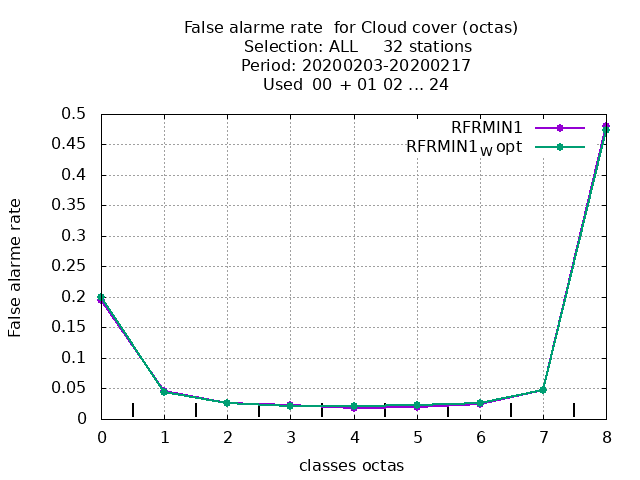 False alarme rate  for Cloud cover (octas)
Selection: ALL     32 stations
Period: 20200203-20200217
Used  00 + 01 02 ... 24
RFRMIN1
RFRMIN1W opt
0.5
0.45
0.4
0.35
0.3
0.25
0.2
0.15
0.1
0.05
0
False alarme rate
0 1 2 3 4 5 6 7 8
classes octas